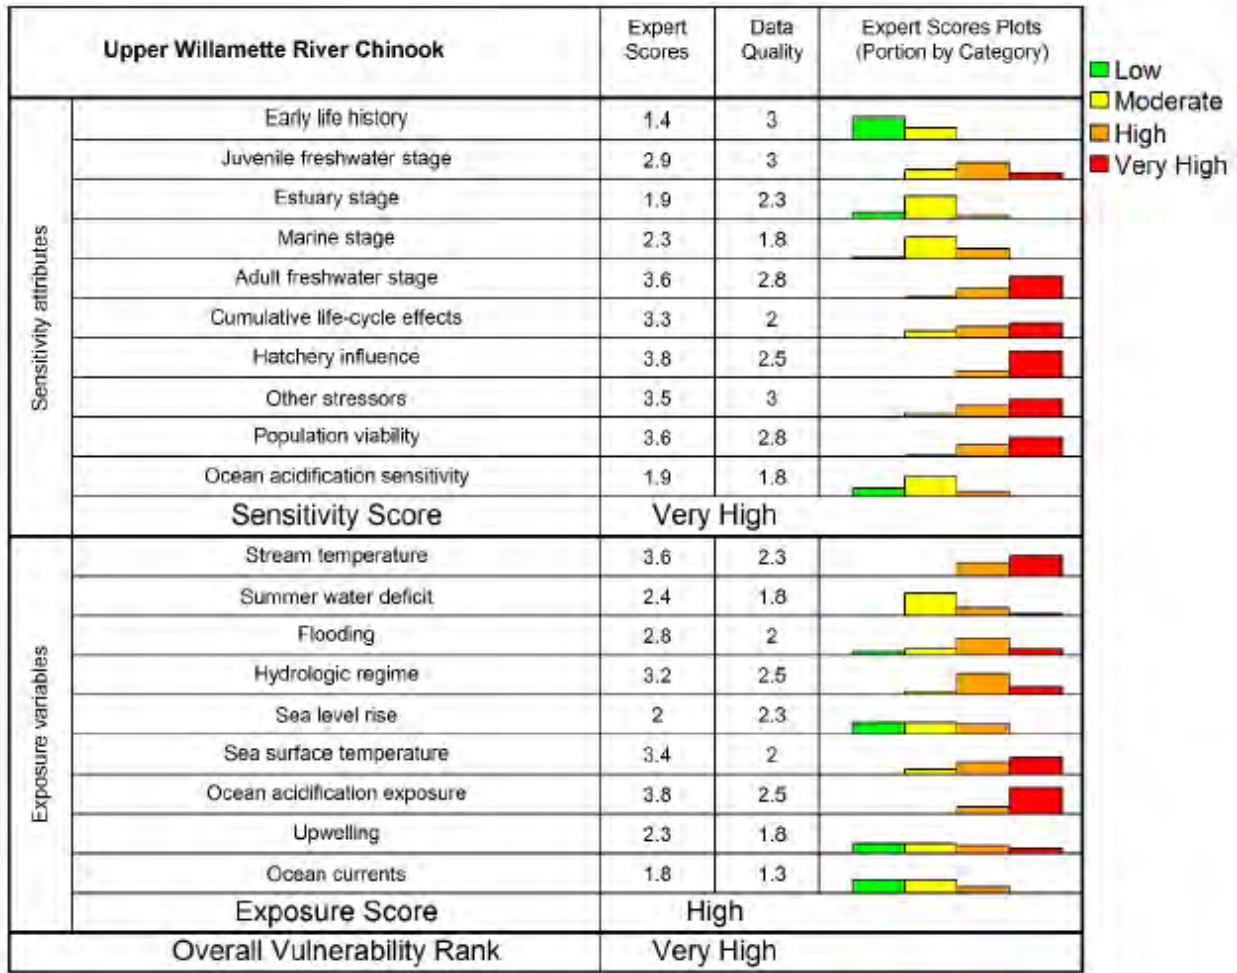 Upper Willamette River Chinook Expert Scores Data Quality Expert Scores Plots (Portion by Category)
Low
Moderate
High
Very High
Sensitivity attributes
Early life history 1.4 3
Juvenile freshwater stage 2.9 3
Estuary stage 1.9 2.3
Marine stage 2.3 1.8
Adult freshwater stage 3.6 2.8
Cumulative life-cycle effects 3.3 2
Hatchery influence 3.8 2.5
Other stressors 3.5 3
Population viability 3.6 2.8
Ocean acidification sensitivity 1.9 1.8
Sensitivity Score Very High
Exposure variables
Stream temperature 3.6 2.3
Summer water deficit 2.4 1.8
Flooding 2.8 2
Hydrologic regime 3.2 2.5
Sea level rise 2 2.3
Sea surface temperature 3.4 2
Ocean acidification exposure 3.8 2.5
Upwelling 2.3 1.8
Ocean currents 1.8 1.3
Exposure Score High
Overall Vulnerability Rank Very High